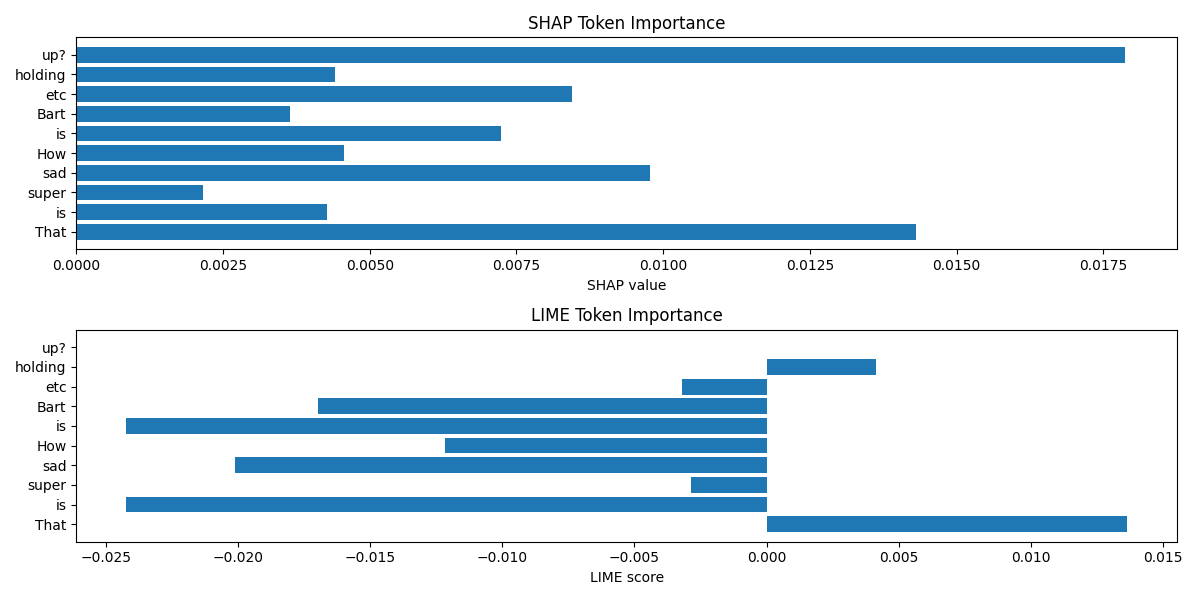 SHAP Token Importance
up?
holding
etc
Bart
is
How
sad
super
is
That
0.0000 0.0025 0.0050 0.0075 0.0100 0.0125 0.0150 0.0175
SHAP value
LIME Token Importance
up?
holding
etc
Bart
is
How
sad
super
is
That
−0.025 −0.020 −0.015 −0.010 −0.005 0.000 0.005 0.010 0.015
LIME score